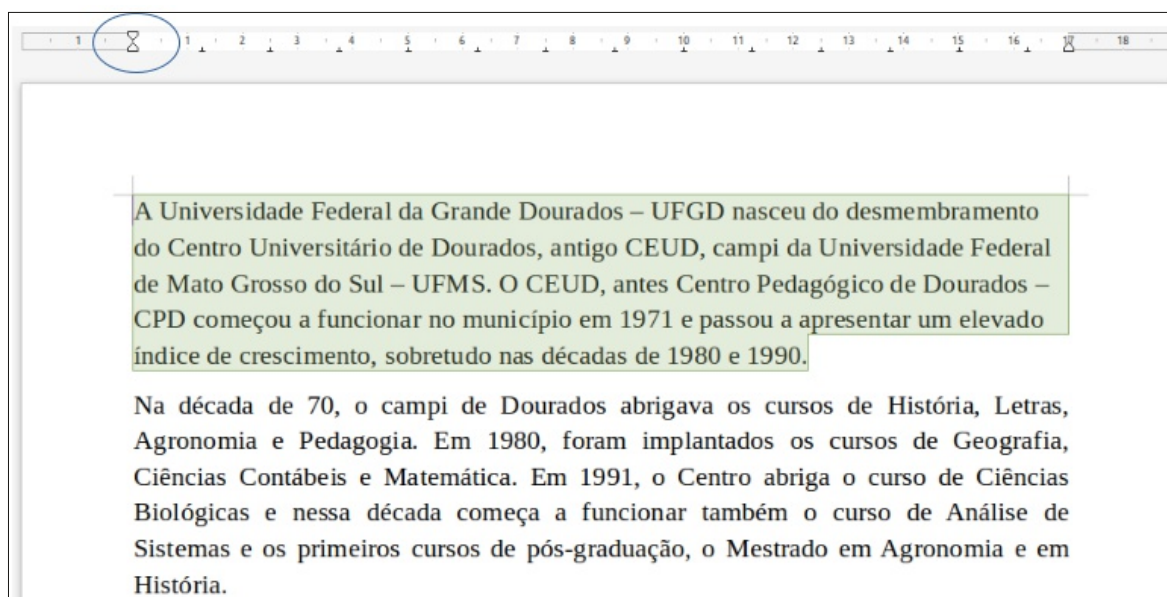 1 1 2 3 4 5 6 7 8 9 10 11 12 13 14 15 16 17 18
A Universidade Federal da Grande Dourados – UFGD nasceu do desmembramento
do Centro Universitário de Dourados, antigo CEUD, campi da Universidade Federal
de Mato Grosso do Sul – UFMS. O CEUD, antes Centro Pedagógico de Dourados –
CPD começou a funcionar no município em 1971 e passou a apresentar um elevado
índice de crescimento, sobretudo nas décadas de 1980 e 1990.
Na década de 70, o campi de Dourados abrigava os cursos de História, Letras,
Agronomia e Pedagogia. Em 1980, foram implantados os cursos de Geografia,
Ciências Contábeis e Matemática. Em 1991, o Centro abriga o curso de Ciências
Biológicas e nessa década começa a funcionar também o curso de Análise de
Sistemas e os primeiros cursos de pós-graduação, o Mestrado em Agronomia e em
História.